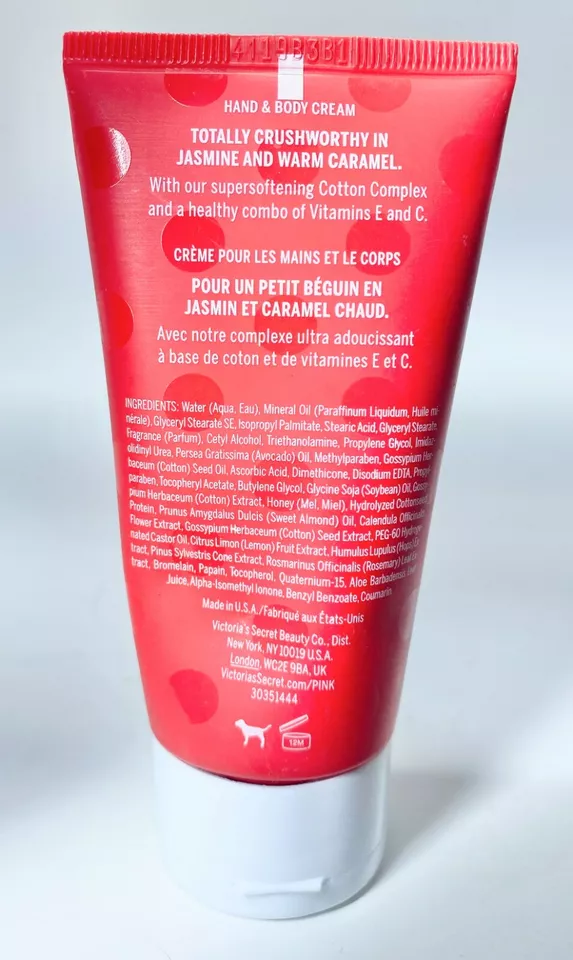 4119B3B1
HAND & BODY CREAM
TOTALLY CRUSHWORTHY IN
JASMINE AND WARM CARAMEL.
With our supersoftening Cotton Complex
and a healthy combo of Vitamins E and C.
CRÈME POUR LES MAINS ET LE CORPS
POUR UN PETIT BÉGUIN EN
JASMIN ET CARAMEL CHAUD.
Avec notre complexe ultra adoucissant
à base de coton et de vitamines E et C.
INGREDIENTS: Water (Aqua, Eau), Mineral Oil (Paraffinum Liquidum, Huile mi-
nérale), Glyceryl Stearate SE, Isopropyl Palmitate, Stearic Acid, Glyceryl Stearate,
Fragrance (Parfum), Cetyl Alcohol, Triethanolamine, Propylene Glycol, Imidaz-
olidinyl Urea, Persea Gratissima (Avocado) Oil, Methylparaben, Gossypium Her-
baceum (Cotton) Seed Oil, Ascorbic Acid, Dimethicone, Disodium EDTA, Propyl-
paraben, Tocopheryl Acetate, Butylene Glycol, Glycine Soja (Soybean) Oil, Gossy-
pium Herbaceum (Cotton) Extract, Honey (Mel, Miel), Hydrolyzed Cottonseed
Protein, Prunus Amygdalus Dulcis (Sweet Almond) Oil, Calendula Officinalis
Flower Extract, Gossypium Herbaceum (Cotton) Seed Extract, PEG-60 Hydroge-
nated Castor Oil, Citrus Limon (Lemon) Fruit Extract, Humulus Lupulus (Hops) Ex-
tract, Pinus Sylvestris Cone Extract, Rosmarinus Officinalis (Rosemary) Leaf Ex-
tract, Bromelain, Papain, Tocopherol, Quaternium-15, Aloe Barbadensis Leaf
Juice, Alpha-Isomethyl Ionone, Benzyl Benzoate, Coumarin.
Made in U.S.A./Fabriqué aux États-Unis
Victoria's Secret Beauty Co., Dist.
New York, NY 10019 U.S.A.
London, WC2E 9BA, UK
VictoriasSecret.com/PINK
30351444
12M